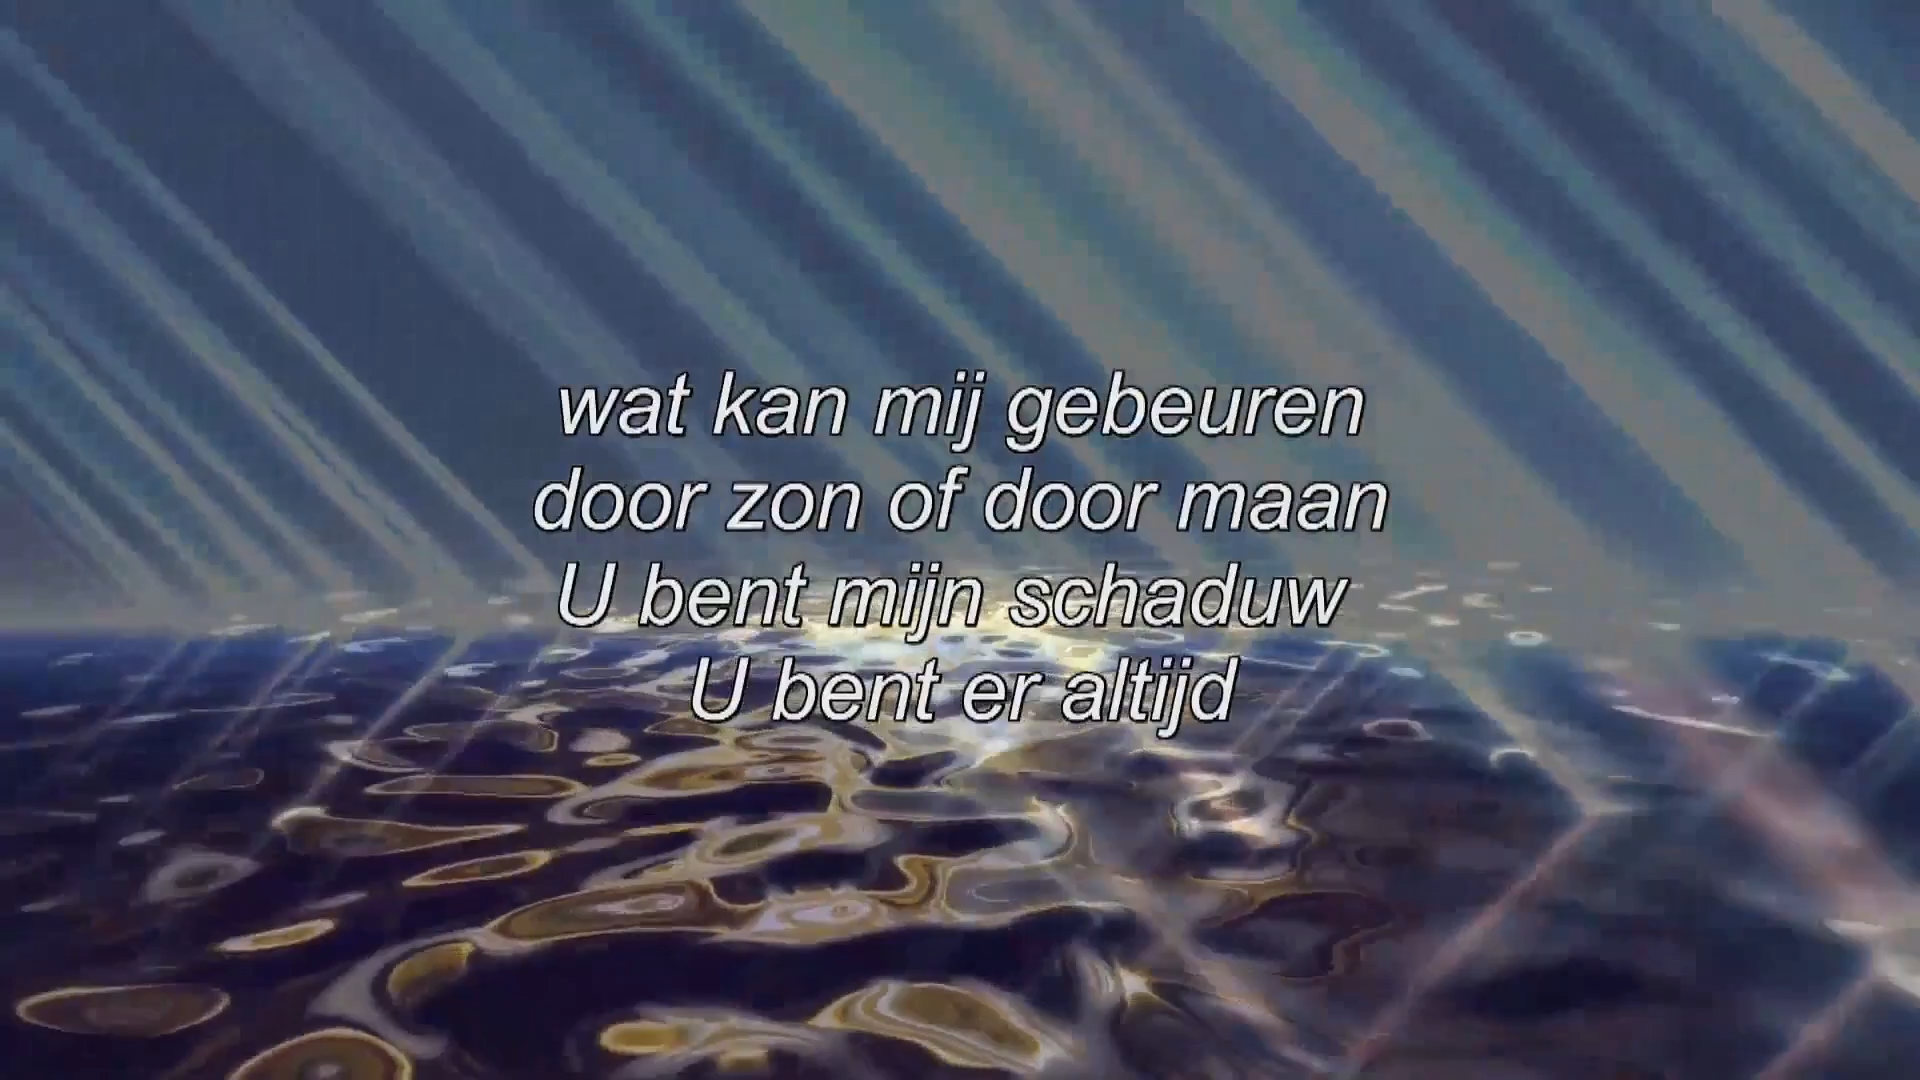 wat kan mij gebeuren
door zon of door maan
U bent mijn schaduw
U bent er altijd